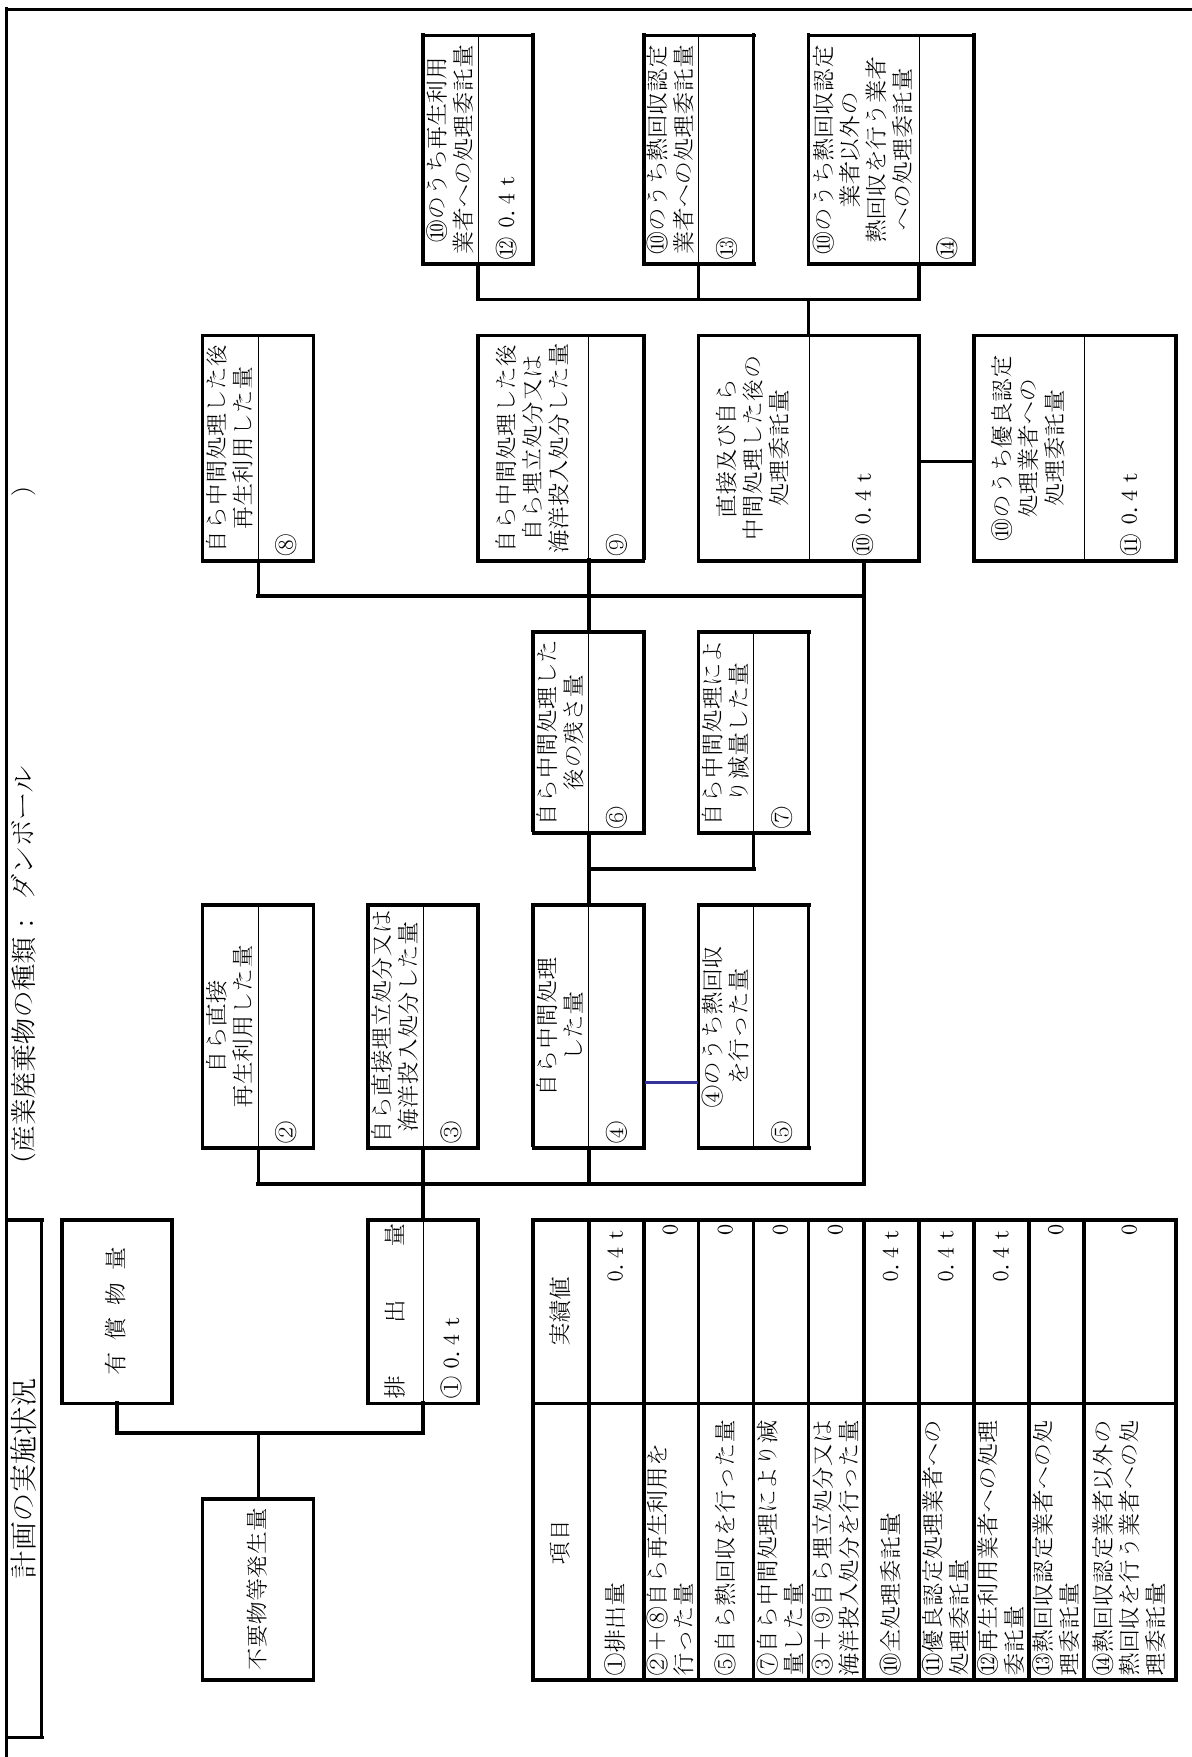 計画の実施状況
(産業廃棄物の種類： ダンボール )
有償物量
不要物等発生量
排出量
① 0.4 t
自ら直接
再生利用した量
②
自ら直接埋立処分又は
海洋投入処分した量
③
自ら中間処理
した量
④
④のうち熱回収
を行った量
⑤
自ら中間処理した
後の残さ量
⑥
自ら中間処理によ
り減量した量
⑦
自ら中間処理した後
再生利用した量
⑧
自ら中間処理した後
自ら埋立処分又は
海洋投入処分した量
⑨
直接及び自ら
中間処理した後の
処理委託量
⑩ 0.4 t
⑩のうち優良認定
処理業者への
処理委託量
⑪ 0.4 t
⑩のうち再生利用
業者への処理委託量
⑫ 0.4 t
⑩のうち熱回収認定
業者への処理委託量
⑬
⑩のうち熱回収認定
業者以外の
熱回収を行う業者
への処理委託量
⑭
項目 実績値
①排出量 0.4 t
②+⑧自ら再生利用を
行った量 0
⑤自ら熱回収を行った量 0
⑦自ら中間処理により減
量した量 0
③+⑨自ら埋立処分又は
海洋投入処分を行った量 0
⑩全処理委託量 0.4 t
⑪優良認定処理業者への
処理委託量 0.4 t
⑫再生利用業者への処理
委託量 0.4 t
⑬熱回収認定業者への処
理委託量 0
⑭熱回収認定業者以外の
熱回収を行う業者への処
理委託量 0